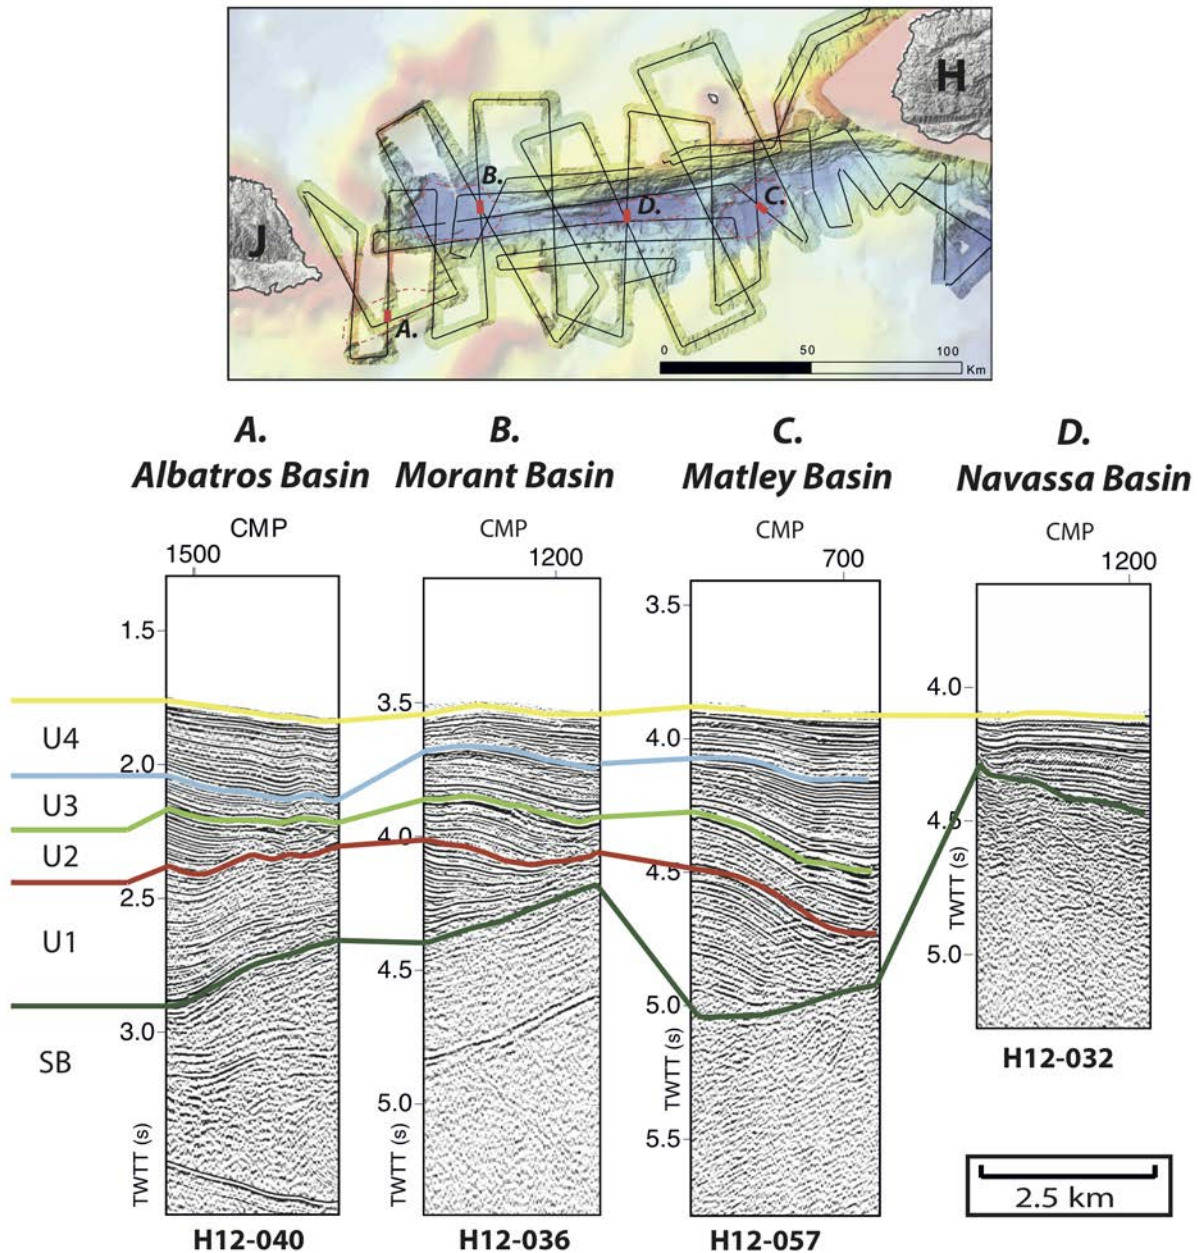 H
B.
D.
C.
J
A.
0 50 100
Km
A. B. C. D.
Albatros Basin Morant Basin Matley Basin Navassa Basin
CMP CMP CMP CMP
1500 1200 700 1200
3.5
1.5
4.0
3.5
4.0
U4
2.0
U3
4.0
4.5
U2
4.5
2.5
U1
TWTT (s)
5.0
4.5
5.0
3.0
SB
TWTT (s)
H12-032
5.0
5.5
TWTT (s)
TWTT (s)
2.5 km
H12-040 H12-036 H12-057